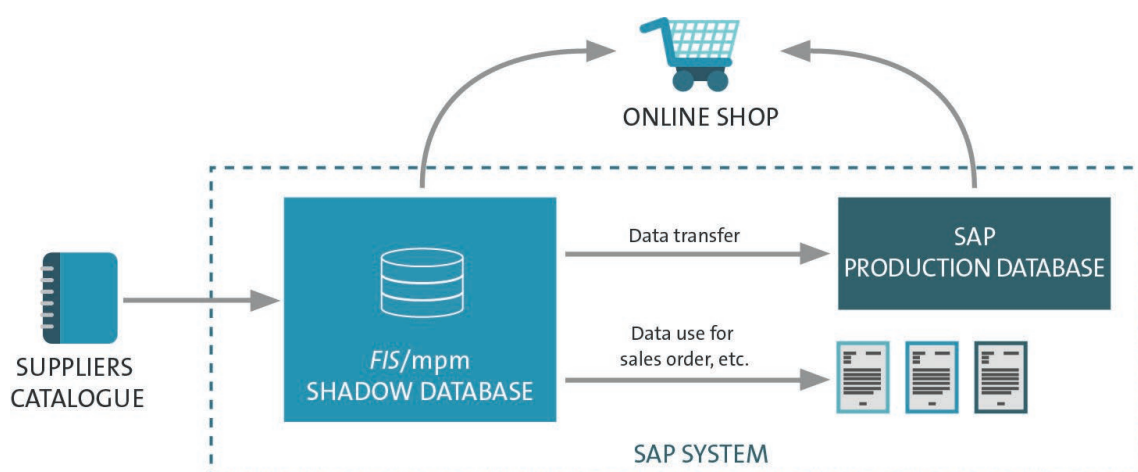 ONLINE SHOP
SUPPLIERS
CATALOGUE
FIS/mpm
SHADOW DATABASE
Data transfer
Data use for
sales order, etc.
SAP
PRODUCTION DATABASE
SAP SYSTEM